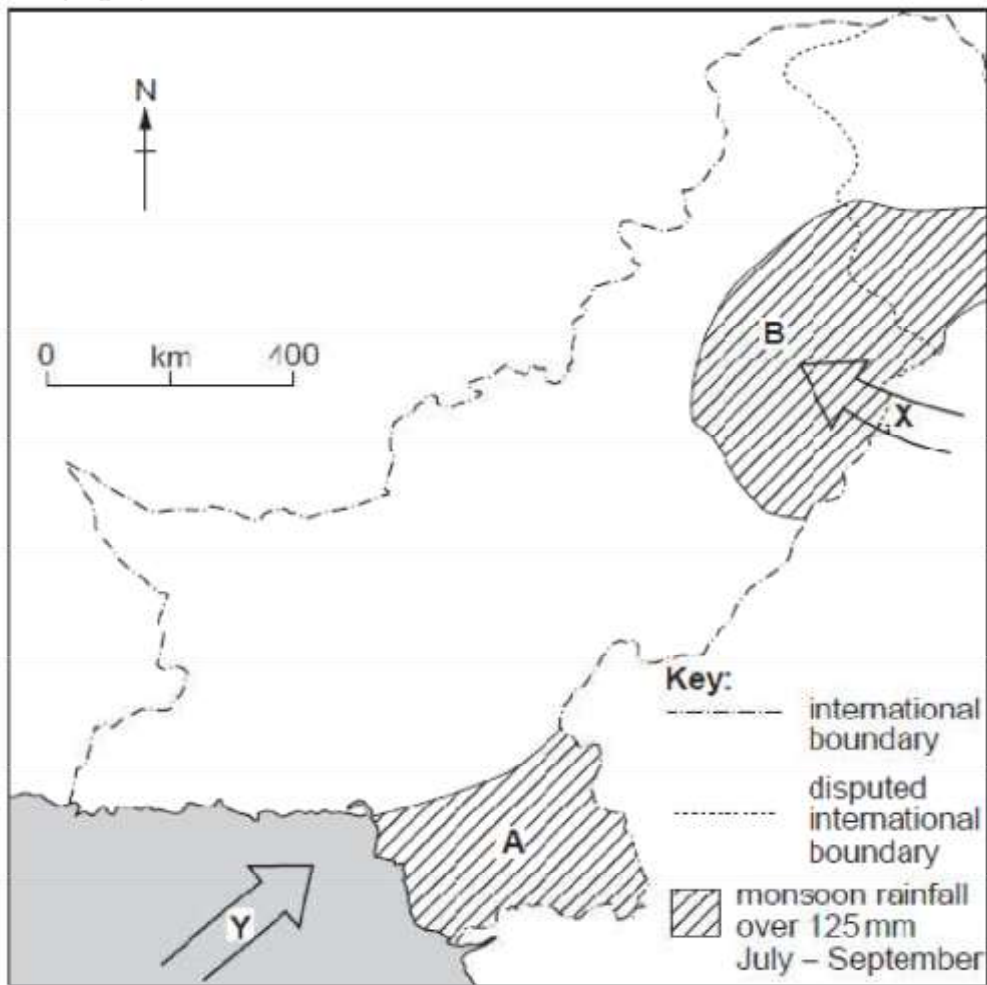 N
0 km 400
B
X
A
Y
Key:
international
boundary
disputed
international
boundary
monsoon rainfall
over 125 mm
July – September